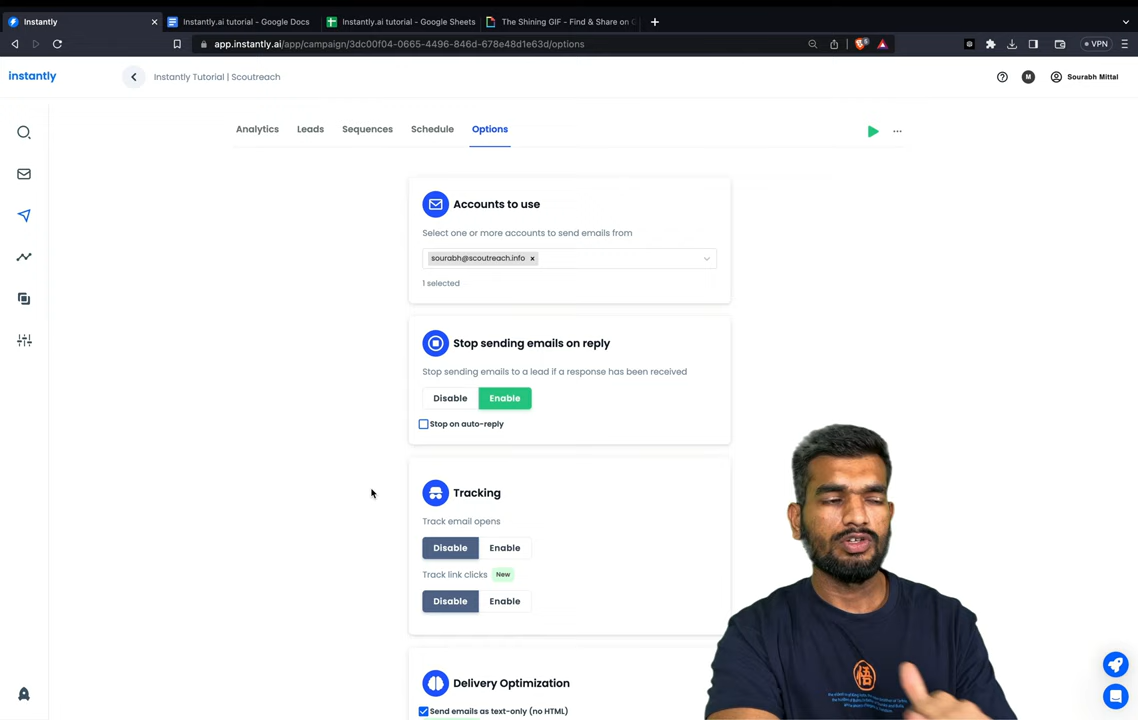 Instantly
Instantly.ai tutorial - Google Docs
Instantly.ai tutorial - Google Sheets
The Shining GIF - Find & Share on G
app.instantly.ai/app/campaign/3dc00f04-0665-4496-846d-678e48d1e63d/options
VPN
instantly
Instantly Tutorial | Scoutreach
M
Sourabh Mittal
Analytics
Leads
Sequences
Schedule
Options
Accounts to use
Select one or more accounts to send emails from
sourabh@scoutreach.info ×
1 selected
Stop sending emails on reply
Stop sending emails to a lead if a response has been received
Disable Enable
Stop on auto-reply
Tracking
Track email opens
Disable Enable
Track link clicks New
Disable Enable
Delivery Optimization
Send emails as text-only (no HTML)